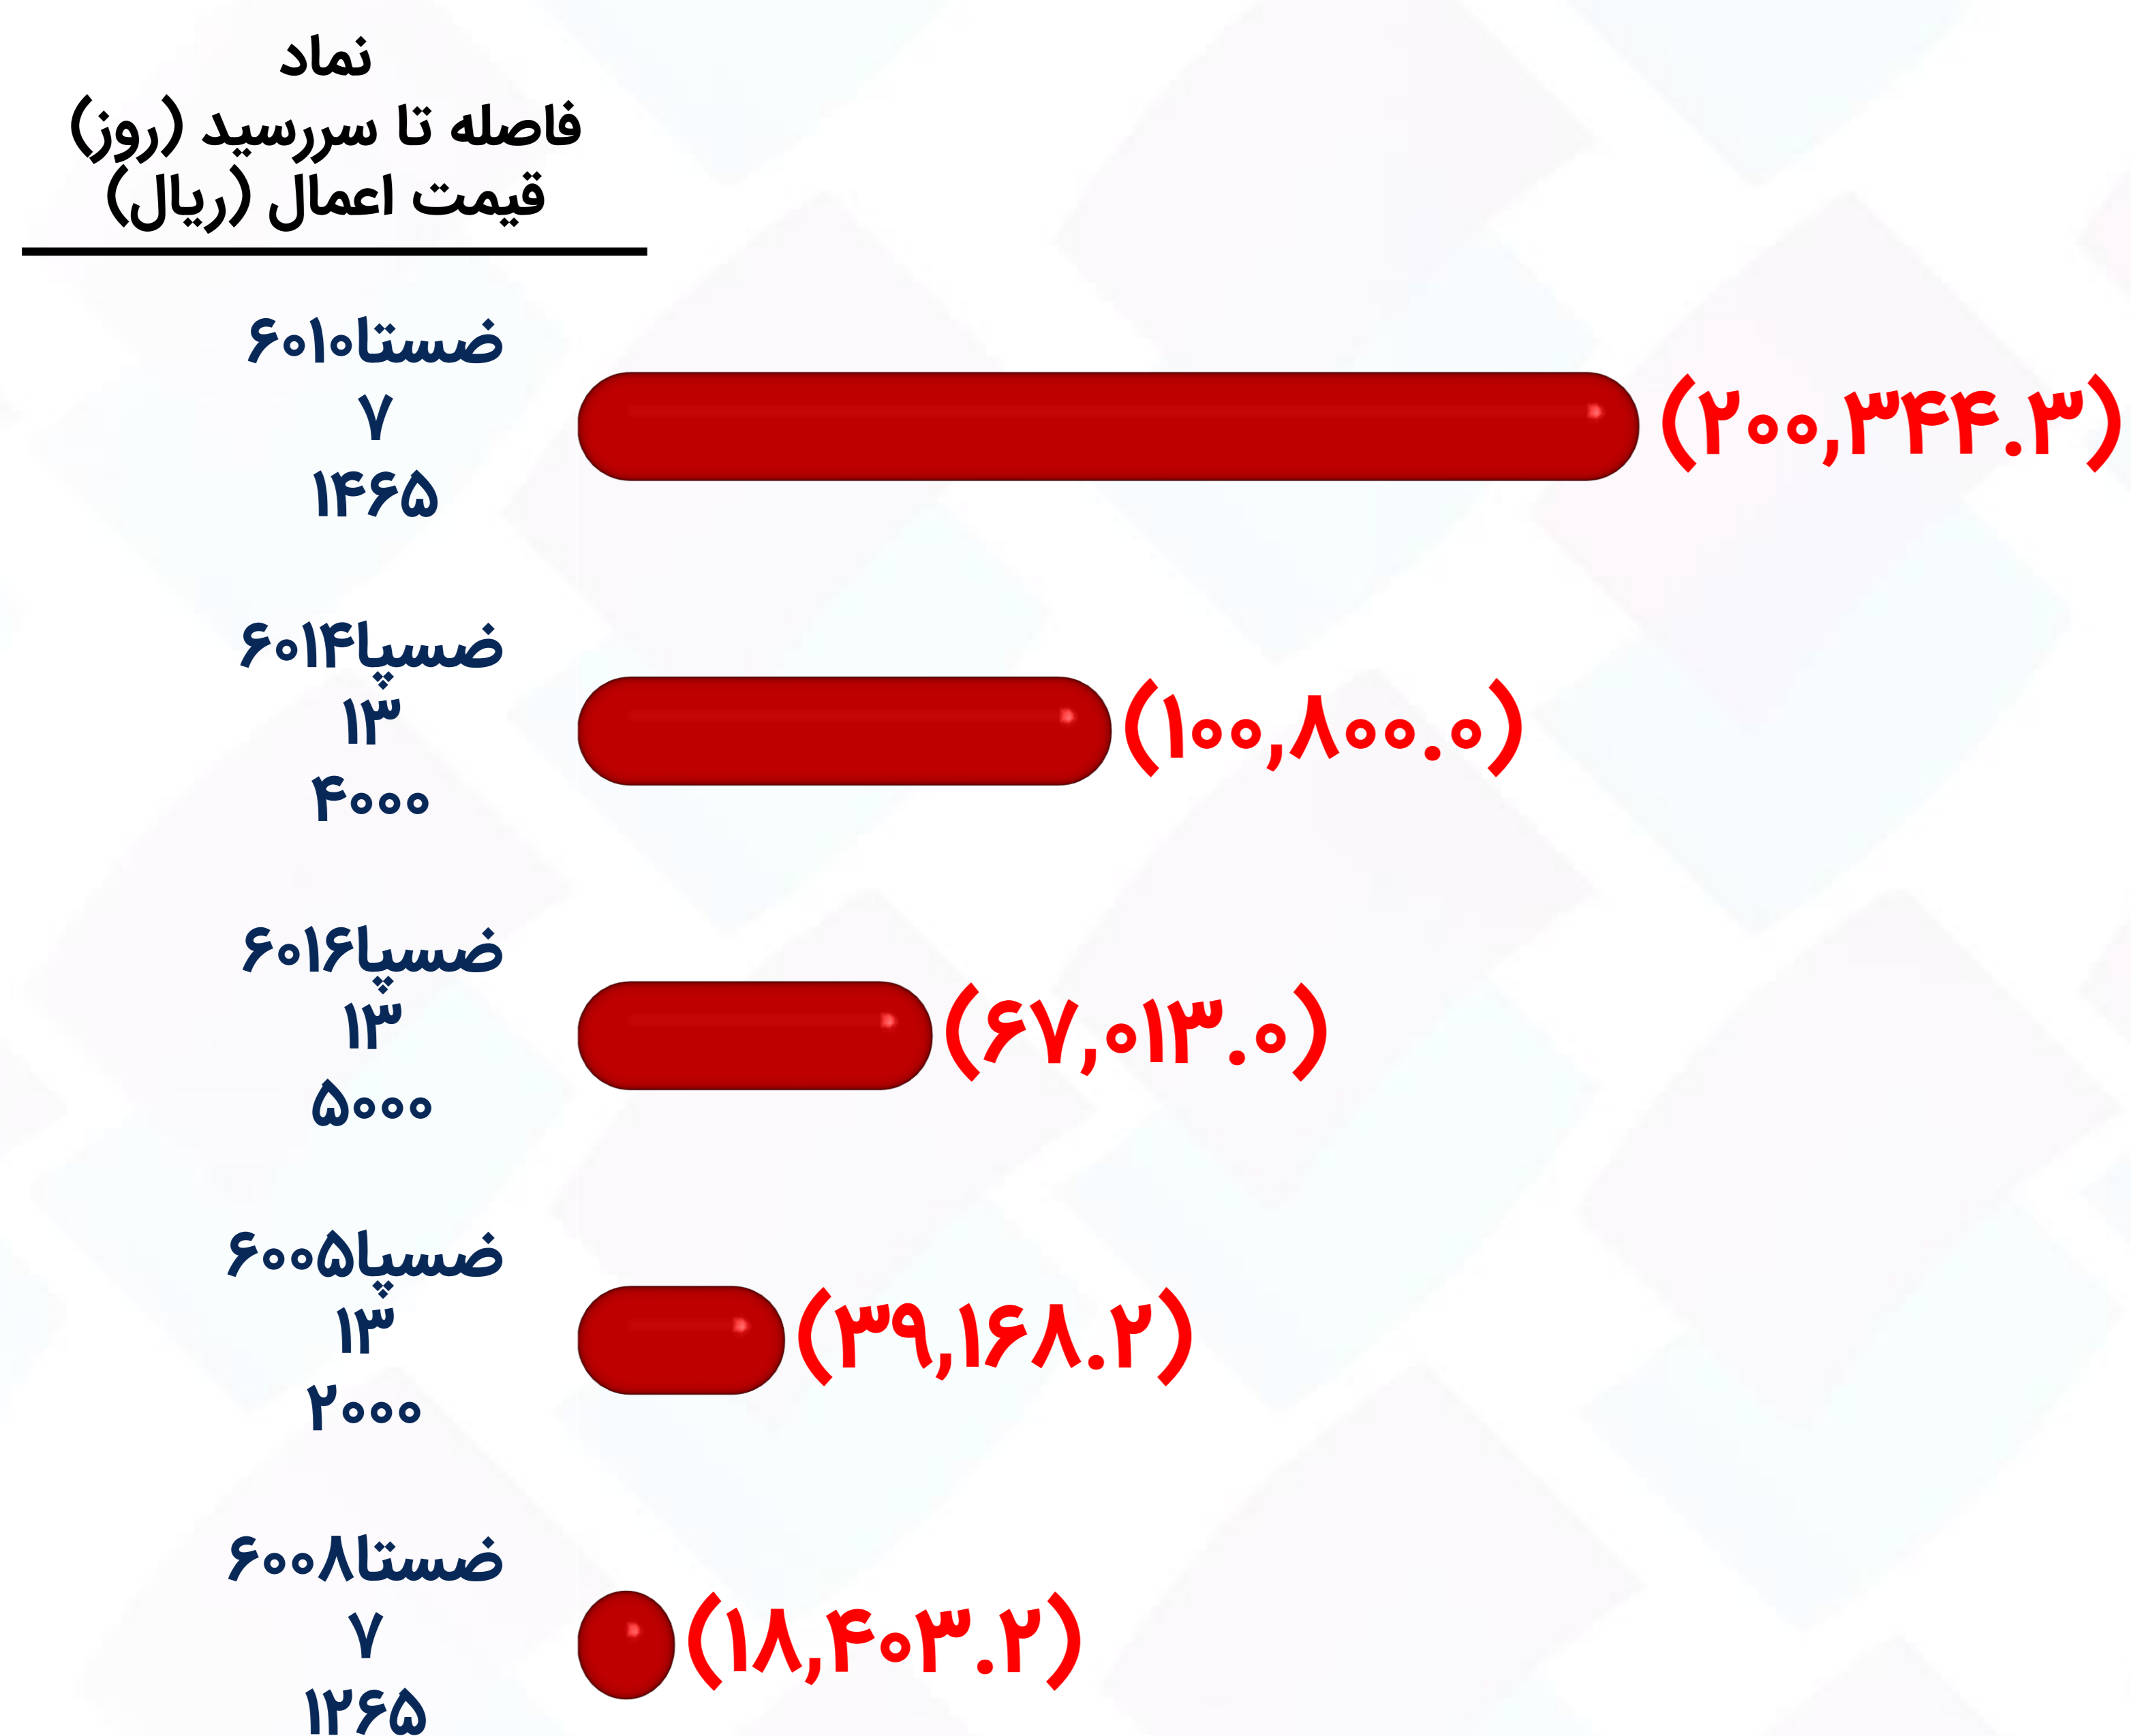 نماد
فاصله تا سررسید (روز)
قیمت اعمال (ریال)
ضستا۶۰۱۰
۷
۱۴۶۵
(۲۰۰,۳۴۴.۳)
ضسپا۶۰۱۴
۱۳
۴۰۰۰
(۱۰۰,۸۰۰.۰)
ضسپا۶۰۱۶
۱۳
۵۰۰۰
(۶۷,۰۱۳.۰)
ضسپا۶۰۰۵
۱۳
۲۰۰۰
(۳۹,۱۶۸.۲)
ضستا۶۰۰۸
۷
۱۲۶۵
(۱۸,۴۰۳.۲)